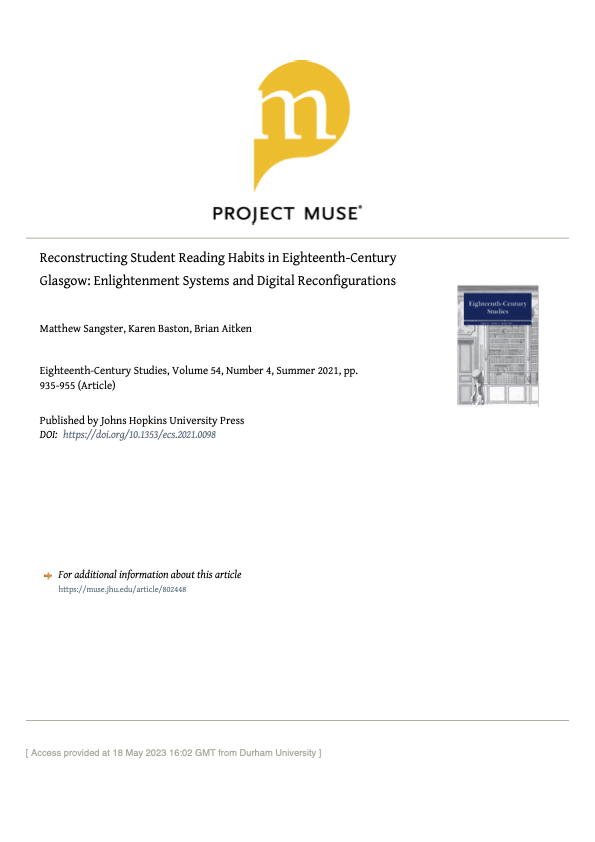 m
PROJECT MUSE®
Reconstructing Student Reading Habits in Eighteenth-Century
Glasgow: Enlightenment Systems and Digital Reconfigurations
Eighteenth-Century
Studies
Matthew Sangster, Karen Baston, Brian Aitken
Eighteenth-Century Studies, Volume 54, Number 4, Summer 2021, pp.
935-955 (Article)
Published by Johns Hopkins University Press
DOI: https://doi.org/10.1353/ecs.2021.0098
For additional information about this article
https://muse.jhu.edu/article/802448
[ Access provided at 18 May 2023 16:02 GMT from Durham University ]